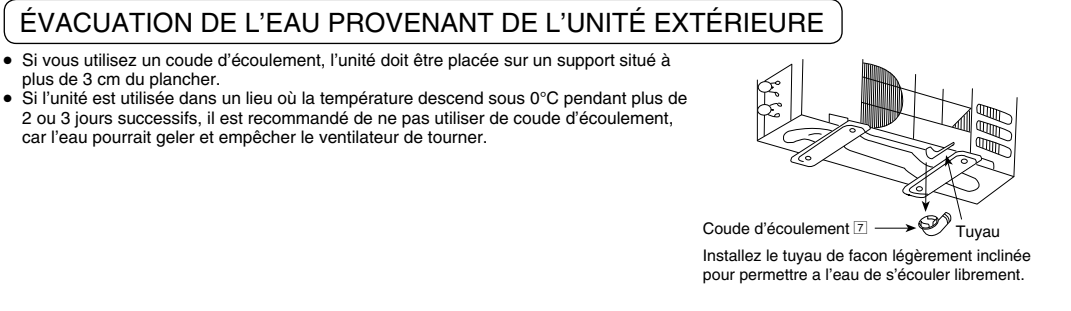 ÉVACUATION DE L'EAU PROVENANT DE L'UNITÉ EXTÉRIEURE
• Si vous utilisez un coude d'écoulement, l'unité doit être placée sur un support situé à
plus de 3 cm du plancher.
• Si l'unité est utilisée dans un lieu où la température descend sous 0°C pendant plus de
2 ou 3 jours successifs, il est recommandé de ne pas utiliser de coude d'écoulement,
car l'eau pourrait geler et empêcher le ventilateur de tourner.
Coude d'écoulement 7
Tuyau
Installez le tuyau de facon légèrement inclinée
pour permettre a l'eau de s'écouler librement.